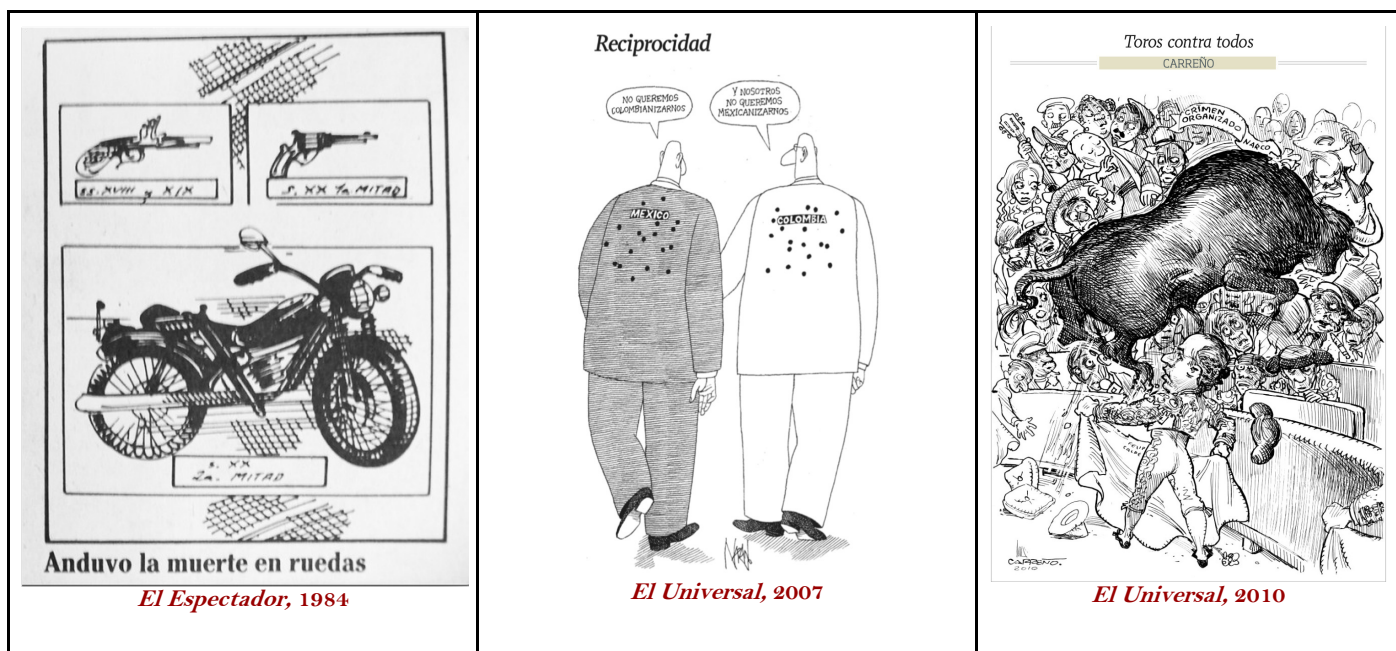 ss. XVIII y XIX
S. XX 1a MITAD
s. XX
2a. MITAD
Anduvo la muerte en ruedas
El Espectador, 1984
Reciprocidad
NO QUEREMOS
COLOMBIANIZARNOS
Y NOSOTROS
NO QUEREMOS
MEXICANIZARNOS
MEXICO
COLOMBIA
El Universal, 2007
Toros contra todos
CARREÑO
CRIMEN
ORGANIZADO
NARCO
CARREÑO.
2010
El Universal, 2010